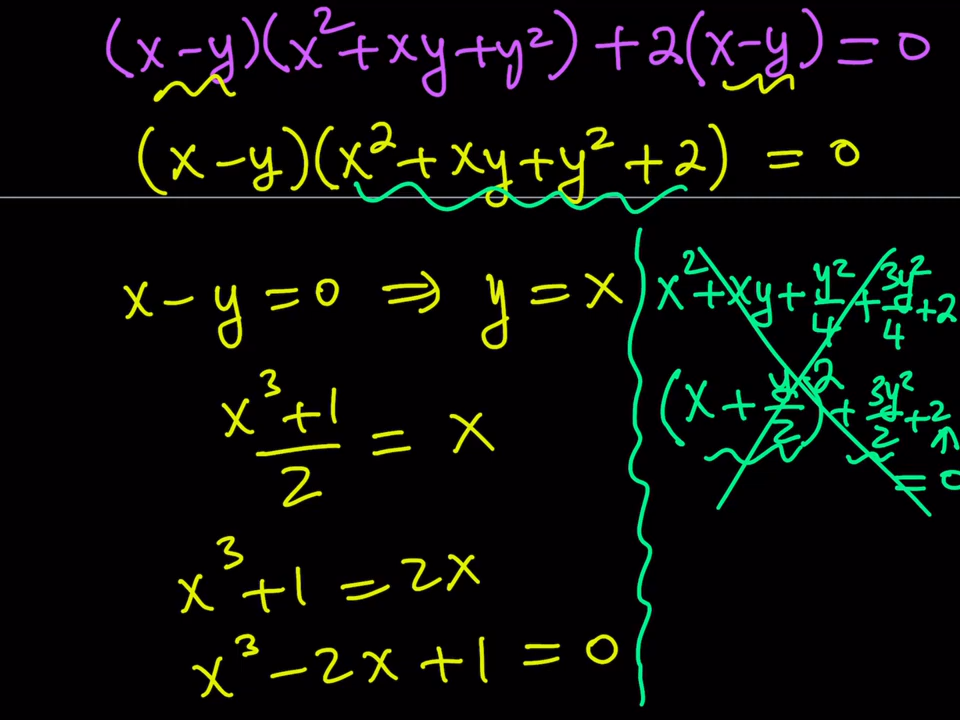 (x-y)(x²+xy+y²)+2(x-y)=0
(x-y)(x²+xy+y²+2)=0
x-y=0 ⇒ y=x
(x³+1)/2 = x
x³+1=2x
x³-2x+1=0
x²+xy+y²/4+3y²/4+2
(x+y/2)²+3y²/2+2
=0